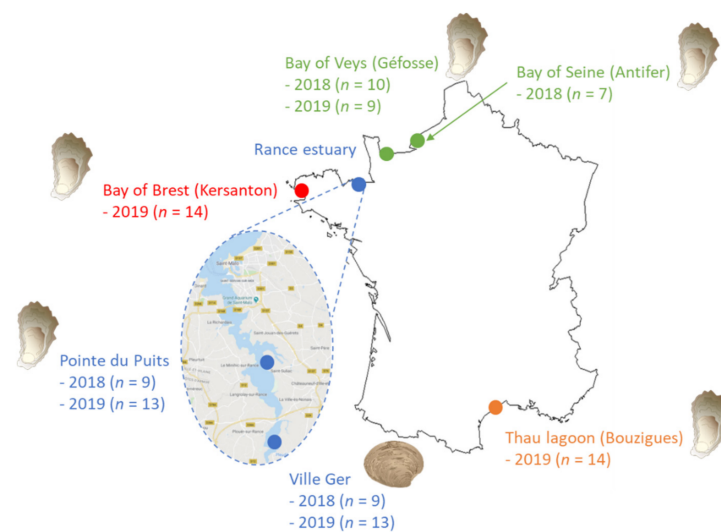 Bay of Veys (Géfosse)
- 2018 (n = 10)
- 2019 (n = 9)
Bay of Seine (Antifer)
- 2018 (n = 7)
Rance estuary
Bay of Brest (Kersanton)
- 2019 (n = 14)
Pointe du Puits
- 2018 (n = 9)
- 2019 (n = 13)
Thau lagoon (Bouzigues)
- 2019 (n = 14)
Ville Ger
- 2018 (n = 9)
- 2019 (n = 13)